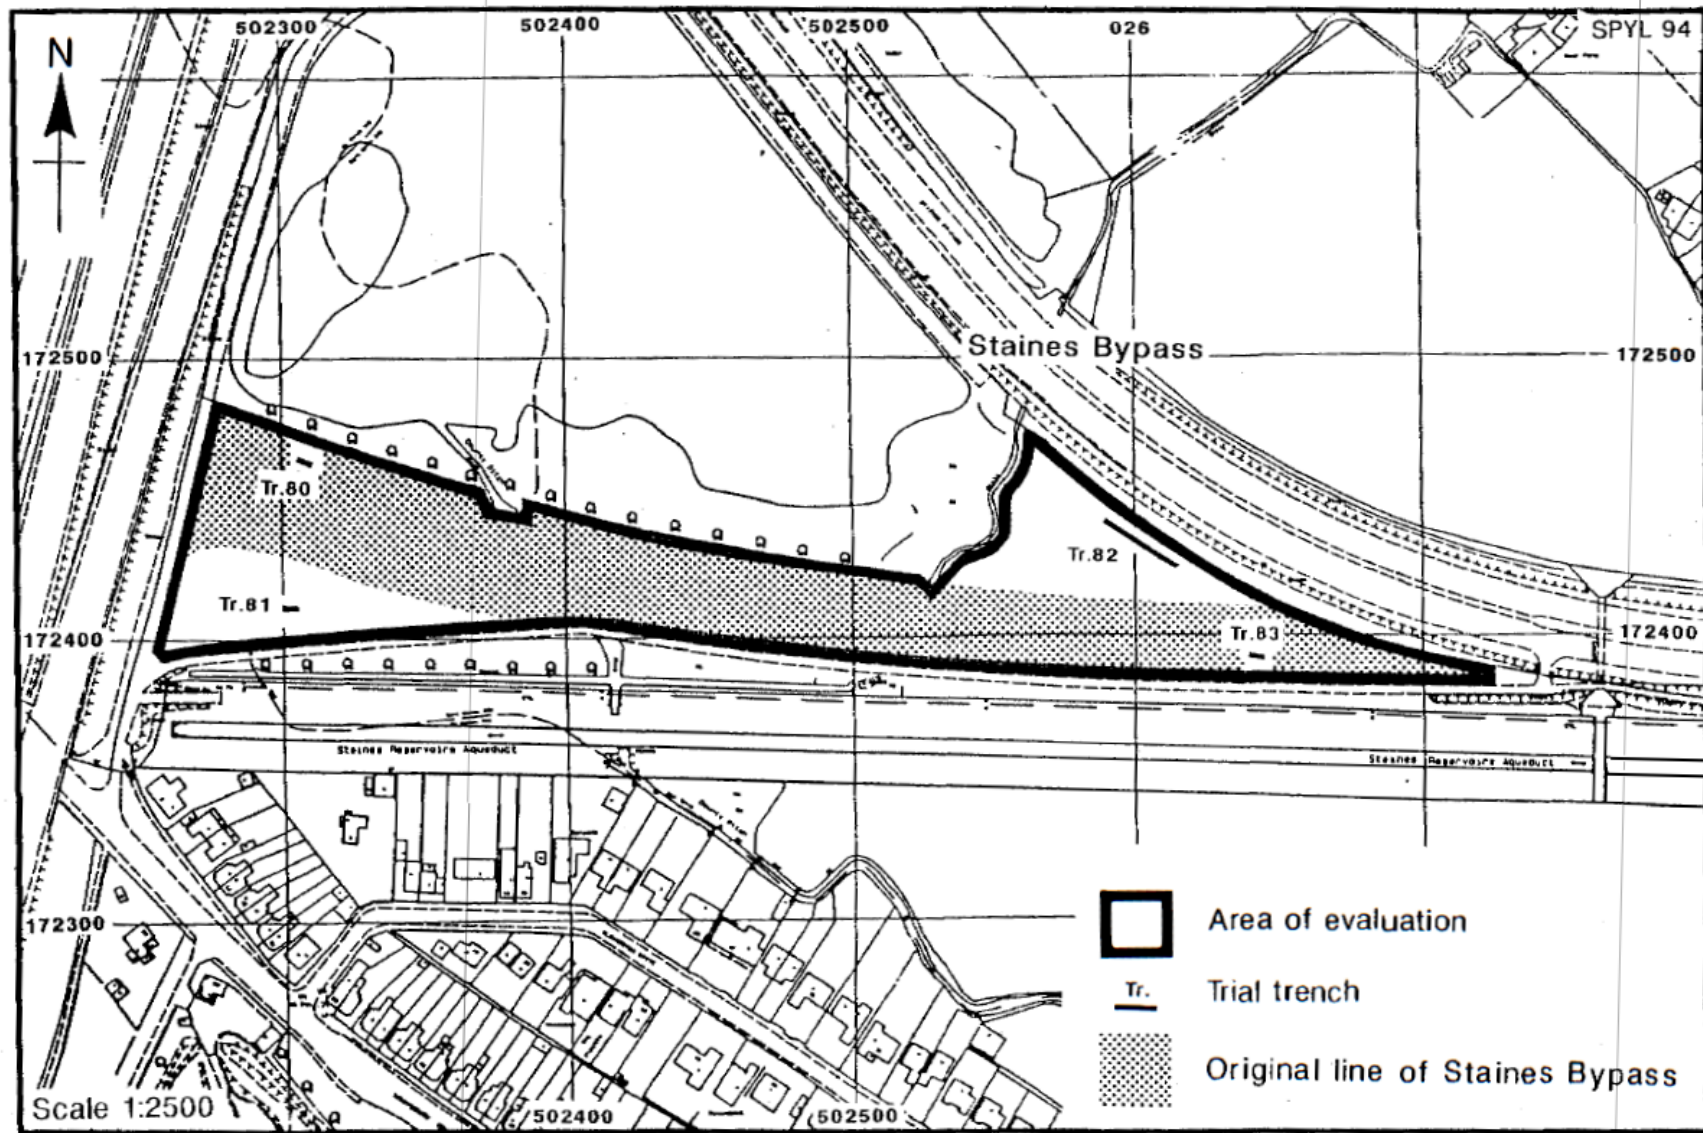 502300
502400
502500
026
SPYL 94
N
Staines Bypass
172500
172500
Tr.80
Tr.82
Tr.81
Tr.83
172400
172400
Staines Reservoirs Aqueduct
Staines Reservoirs Aqueduct
172300
Area of evaluation
Tr.
Trial trench
Original line of Staines Bypass
Scale 1:2500
502400
502500